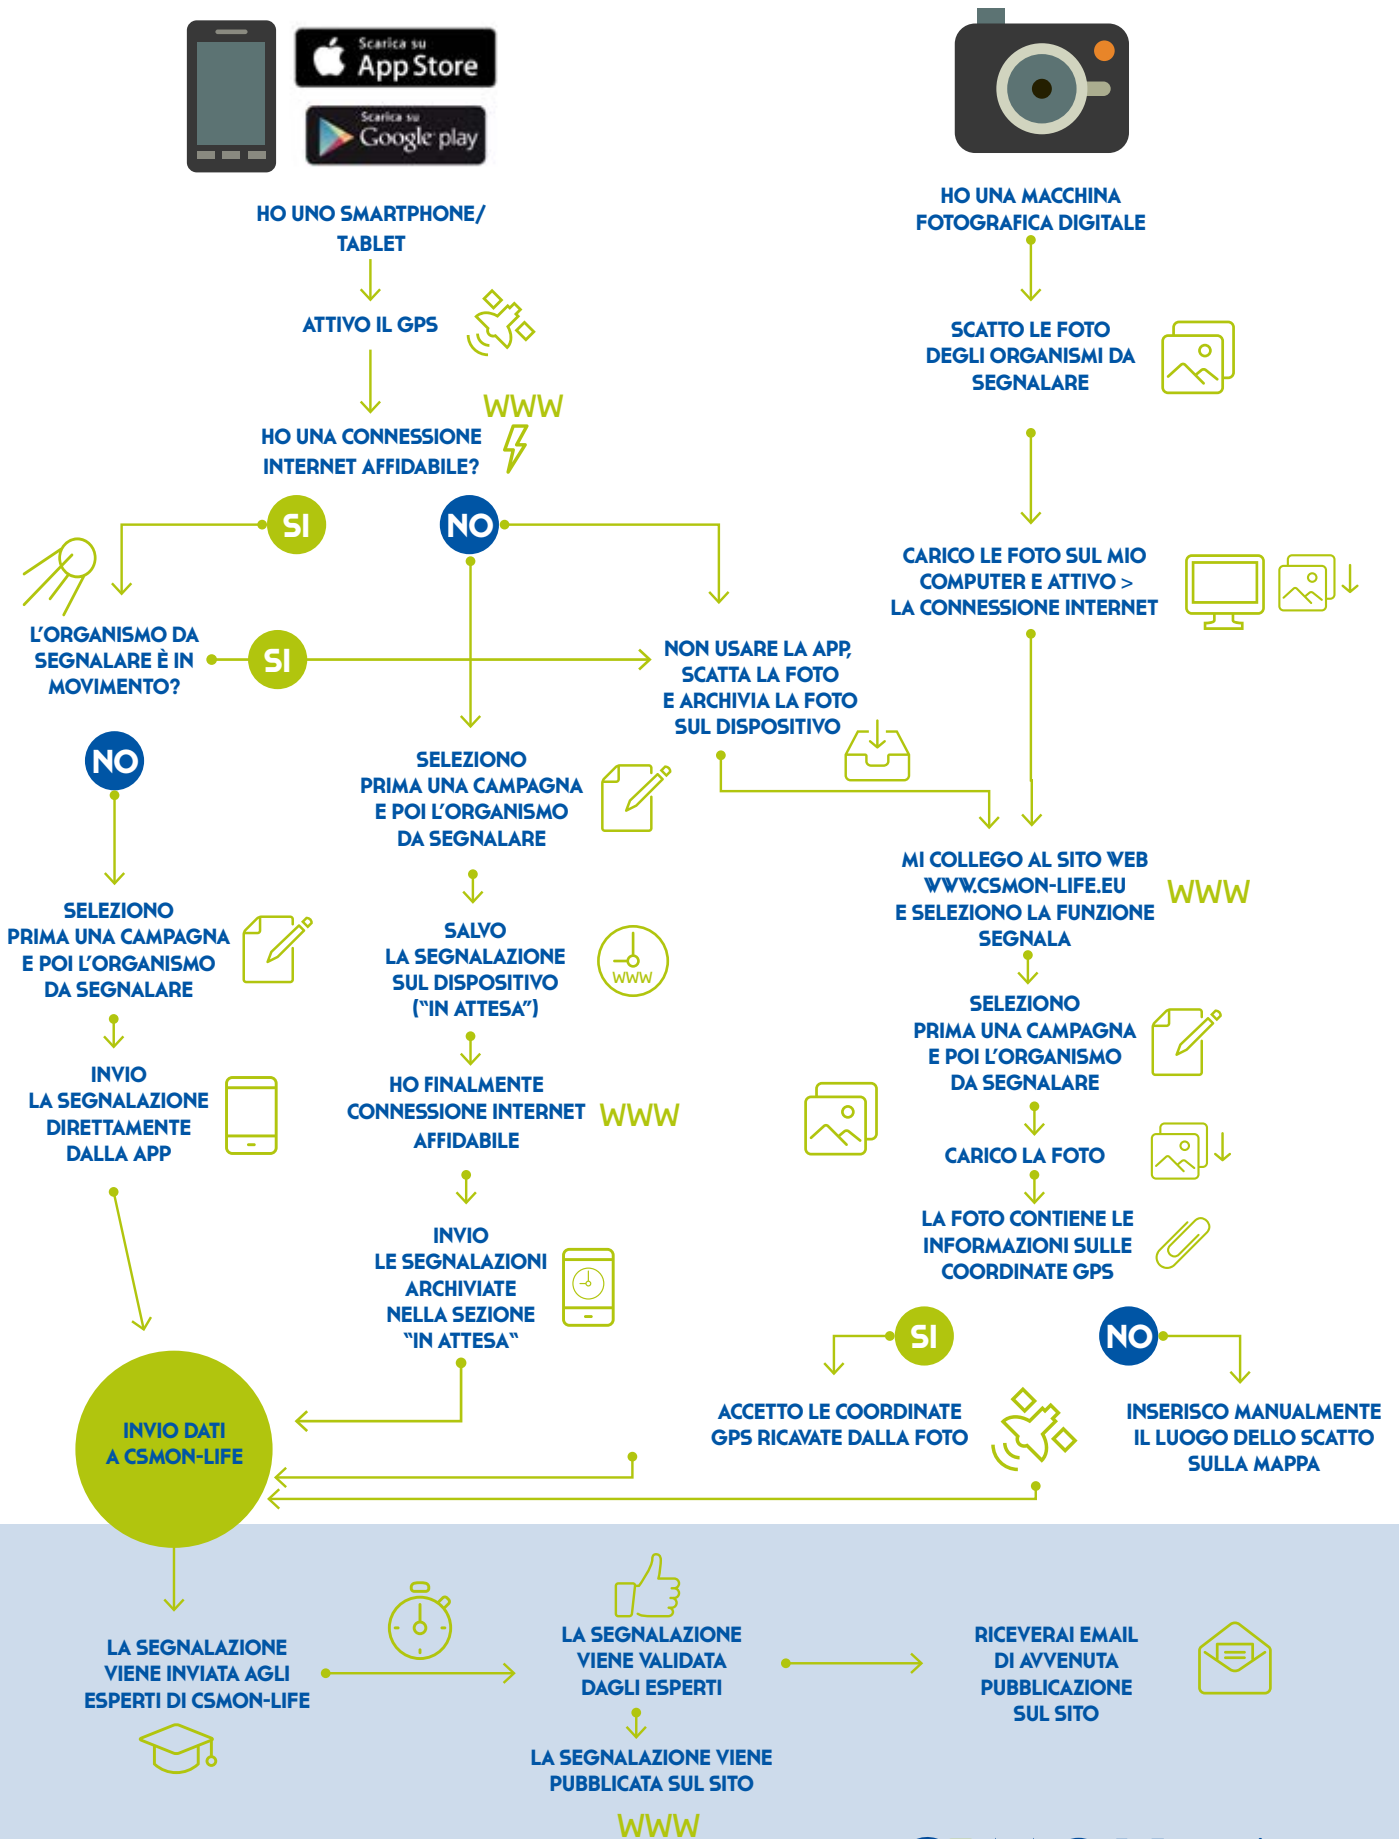 Scarica su
App Store
Scarica su
Google play
HO UNO SMARTPHONE/
TABLET
ATTIVO IL GPS
WWW
HO UNA CONNESSIONE
INTERNET AFFIDABILE?
SI
NO
L'ORGANISMO DA
SEGNALARE È IN
MOVIMENTO?
SI
NO
SELEZIONO
PRIMA UNA CAMPAGNA
E POI L'ORGANISMO
DA SEGNALARE
INVIO
LA SEGNALAZIONE
DIRETTAMENTE
DALLA APP
SELEZIONO
PRIMA UNA CAMPAGNA
E POI L'ORGANISMO
DA SEGNALARE
SALVO
LA SEGNALAZIONE
SUL DISPOSITIVO
("IN ATTESA")
WWW
HO FINALMENTE
CONNESSIONE INTERNET
AFFIDABILE
WWW
INVIO
LE SEGNALAZIONI
ARCHIVIATE
NELLA SEZIONE
"IN ATTESA"
NON USARE LA APP,
SCATTA LA FOTO
E ARCHIVIA LA FOTO
SUL DISPOSITIVO
HO UNA MACCHINA
FOTOGRAFICA DIGITALE
SCATTO LE FOTO
DEGLI ORGANISMI DA
SEGNALARE
CARICO LE FOTO SUL MIO
COMPUTER E ATTIVO >
LA CONNESSIONE INTERNET
MI COLLEGO AL SITO WEB
WWW.CSMON-LIFE.EU
E SELEZIONO LA FUNZIONE
SEGNALA
WWW
SELEZIONO
PRIMA UNA CAMPAGNA
E POI L'ORGANISMO
DA SEGNALARE
CARICO LA FOTO
LA FOTO CONTIENE LE
INFORMAZIONI SULLE
COORDINATE GPS
SI
NO
ACCETTO LE COORDINATE
GPS RICAVATE DALLA FOTO
INSERISCO MANUALMENTE
IL LUOGO DELLO SCATTO
SULLA MAPPA
INVIO DATI
A CSMON-LIFE
LA SEGNALAZIONE
VIENE INVIATA AGLI
ESPERTI DI CSMON-LIFE
LA SEGNALAZIONE
VIENE VALIDATA
DAGLI ESPERTI
LA SEGNALAZIONE VIENE
PUBBLICATA SUL SITO
WWW
RICEVERAI EMAIL
DI AVVENUTA
PUBBLICAZIONE
SUL SITO